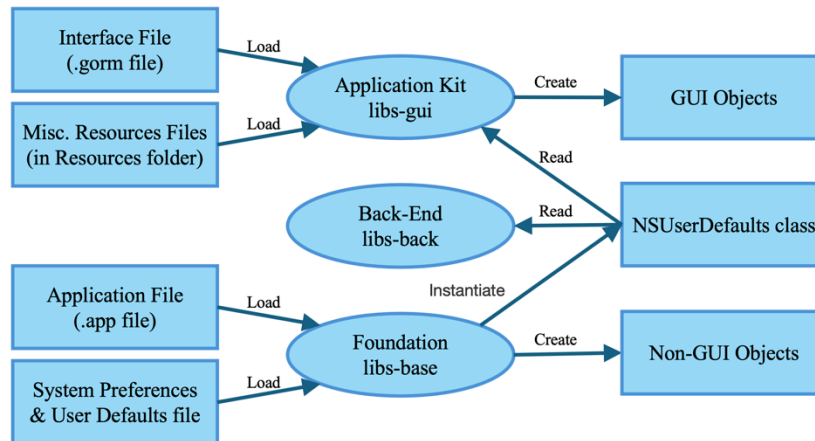 Interface File
(.gorm file)
Load
Application Kit
libs-gui
Create
GUI Objects
Misc. Resources Files
(in Resources folder)
Load
Read
Back-End
libs-back
Read
NSUserDefaults class
Application File
(.app file)
Load
Instantiate
Foundation
libs-base
Create
Non-GUI Objects
System Preferences
& User Defaults file
Load